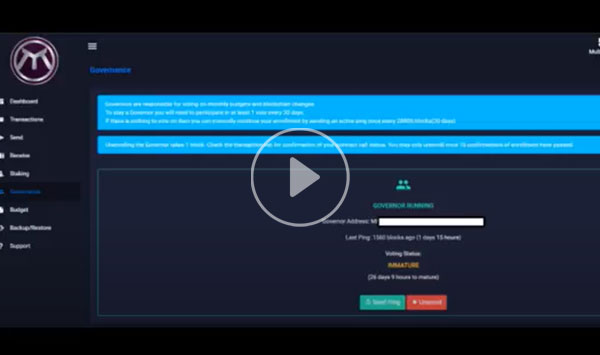 Governance
Dashboard
Transactions
Send
Receive
Staking
Governance
Budget
Backup/Restore
Support
Governors are responsible for voting on monthly budgets and blockchain changes.
To stay a Governor you will need to participate in at least 1 vote every 30 days.
If there is nothing to vote on then you can manually continue your enrollment by sending an active ping once every blocks(30 days)
Unenrolling the Governor takes 1 block. Check the transaction tab for confirmation of your contract call status. You may only unenroll once 15 confirmations of enrollment have passed.
GOVERNOR RUNNING
Governor Address: M
Last Ping: 1560 blocks ago (1 days 15 hours)
Voting Status:
IMMATURE
(26 days 9 hours to mature)
Send Ping
Unenroll